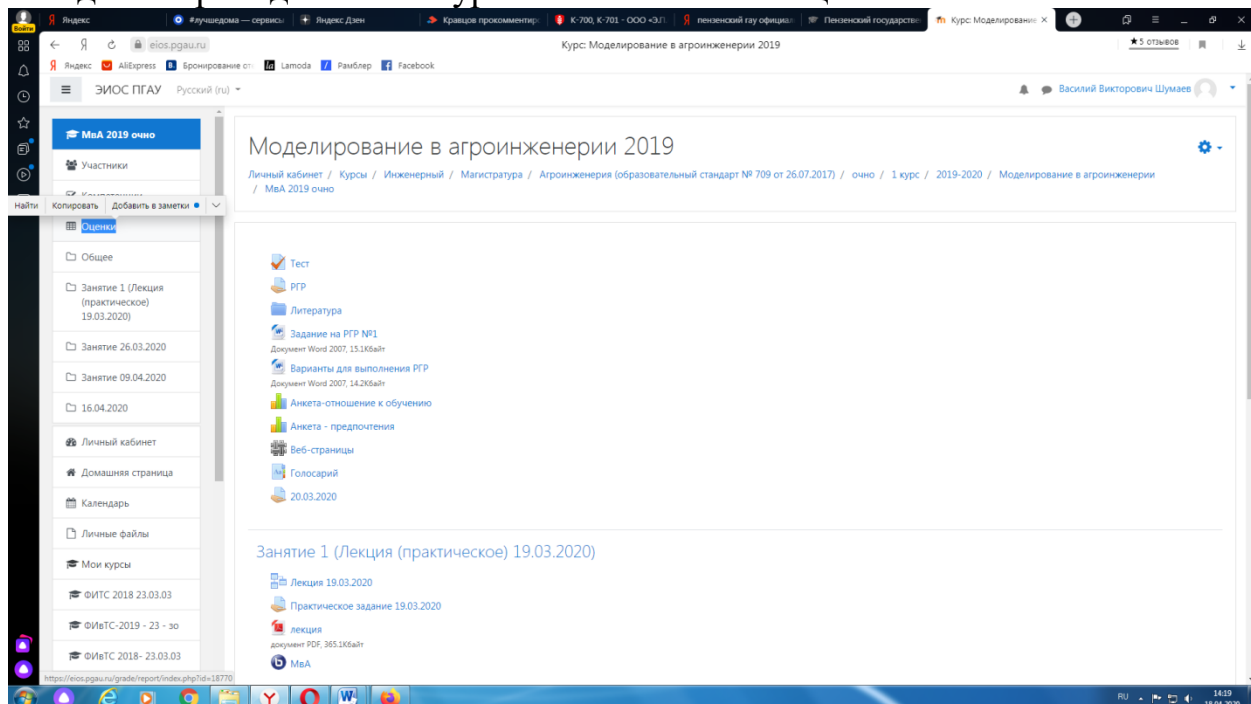 Войти
Яндекс
#лучшедома — сервисы
Яндекс Дзен
Кравцов прокомментир
К-700, К-701 - ООО «Э.П.
пензенский гау официал
Пензенский государстве
Курс: Моделирование
eios.pgau.ru
Курс: Моделирование в агроинженерии 2019
★5 отзывов
Яндекс
AliExpress
Бронирование от
Lamoda
Рамблер
Facebook
ЭИОС ПГАУ
Русский (ru)
Василий Викторович Шумаев
МвА 2019 очно
Участники
Найти
Копировать
Добавить в заметки
Оценки
Общее
Занятие 1 (Лекция
(практическое)
19.03.2020)
Занятие 26.03.2020
Занятие 09.04.2020
16.04.2020
Личный кабинет
Домашняя страница
Календарь
Личные файлы
Мои курсы
ФИТС 2018 23.03.03
ФИвТС-2019 - 23 - зо
ФИвТС 2018- 23.03.03
https://eios.pgau.ru/grade/report/index.php?id=18770
Моделирование в агроинженерии 2019
Личный кабинет / Курсы / Инженерный / Магистратура / Агроинженерия (образовательный стандарт № 709 от 26.07.2017) / очно / 1 курс / 2019-2020 / Моделирование в агроинженерии
/ МвА 2019 очно
Тест
РГР
Литература
Задание на РГР №1
Документ Word 2007, 15.1Кбайт
Варианты для выполнения РГР
Документ Word 2007, 14.2Кбайт
Анкета-отношение к обучению
Анкета - предпочтения
Веб-страницы
Голосарий
20.03.2020
Занятие 1 (Лекция (практическое) 19.03.2020)
Лекция 19.03.2020
Практическое задание 19.03.2020
лекция
документ PDF, 365.1Кбайт
МвА
RU
14:19